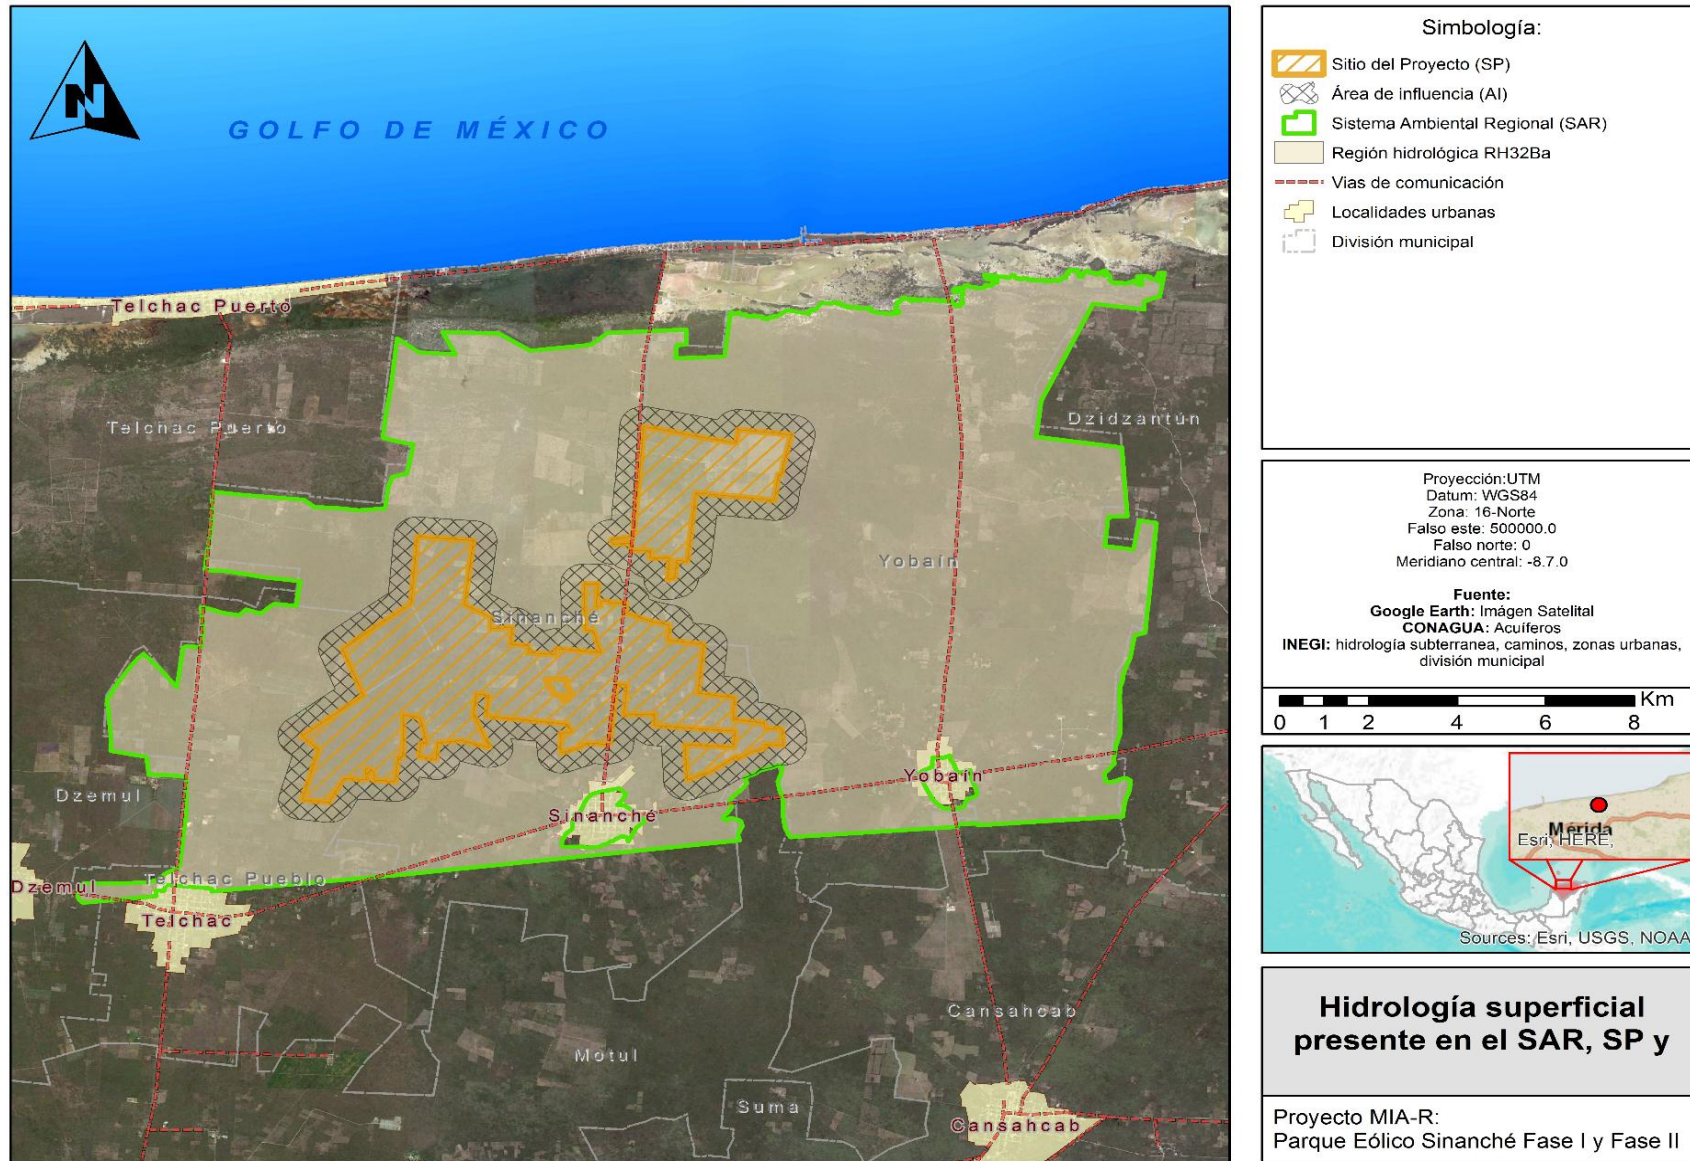 N
GOLFO DE MÉXICO
Telchac Puerto
Telchac Puerto
Dzidzantún
Yobaín
Sinanché
Dzemul
Yobaín
Sinanché
Dzemul
Telchac Pueblo
Telchac
Cansahcab
Motul
Suma
Cansahcab
Simbología:
Sitio del Proyecto (SP)
Área de influencia (AI)
Sistema Ambiental Regional (SAR)
Región hidrológica RH32Ba
Vias de comunicación
Localidades urbanas
División municipal
Proyección:UTM
Datum: WGS84
Zona: 16-Norte
Falso este: 500000.0
Falso norte: 0
Meridiano central: -8.7.0
Fuente:
Google Earth: Imágen Satelital
CONAGUA: Acuíferos
INEGI: hidrología subterranea, caminos, zonas urbanas,
división municipal
Km
0 1 2 4 6 8
Mérida
Esri, HERE,
Sources: Esri, USGS, NOAA
Hidrología superficial
presente en el SAR, SP y
Proyecto MIA-R:
Parque Eólico Sinanché Fase I y Fase II